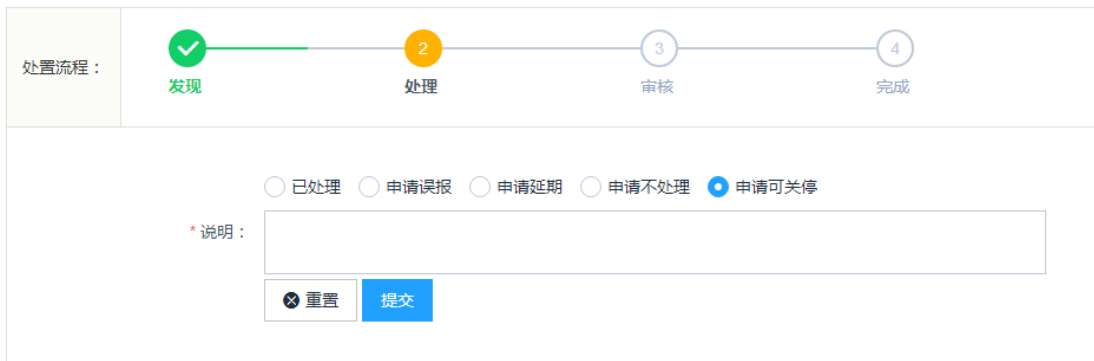 处置流程：
2 3 4
发现 处理 审核 完成
已处理 申请误报 申请延期 申请不处理 申请可关停
* 说明：
重置 提交